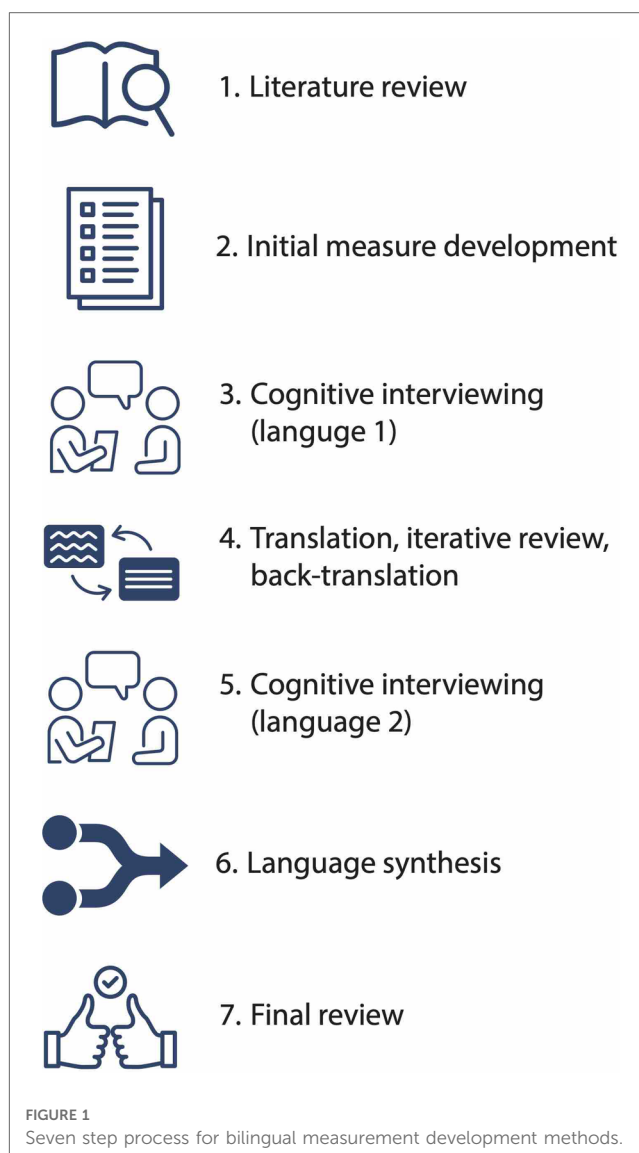 1. Literature review
2. Initial measure development
3. Cognitive interviewing
(languge 1)
4. Translation, iterative review,
back-translation
5. Cognitive interviewing
(language 2)
6. Language synthesis
7. Final review
FIGURE 1
Seven step process for bilingual measurement development methods.